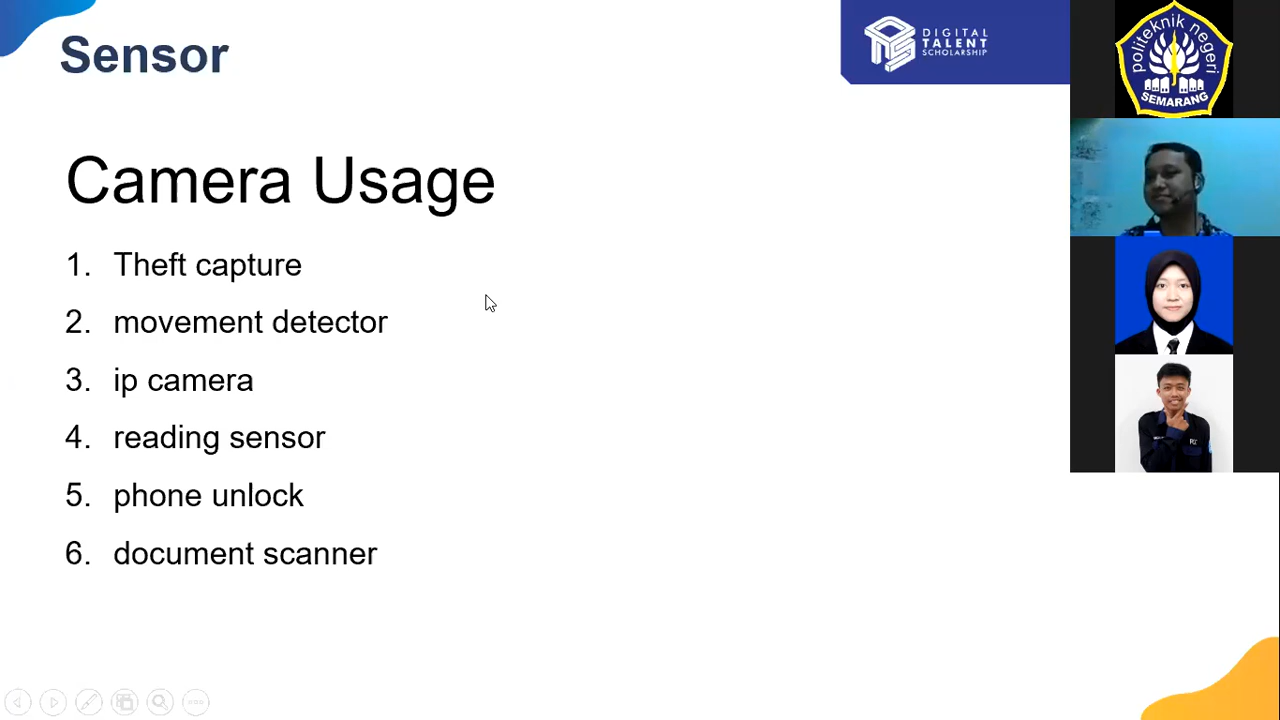 Sensor
DIGITAL
TALENT
SCHOLARSHIP
politeknik negeri
SEMARANG
Camera Usage
1. Theft capture
2. movement detector
3. ip camera
4. reading sensor
5. phone unlock
6. document scanner